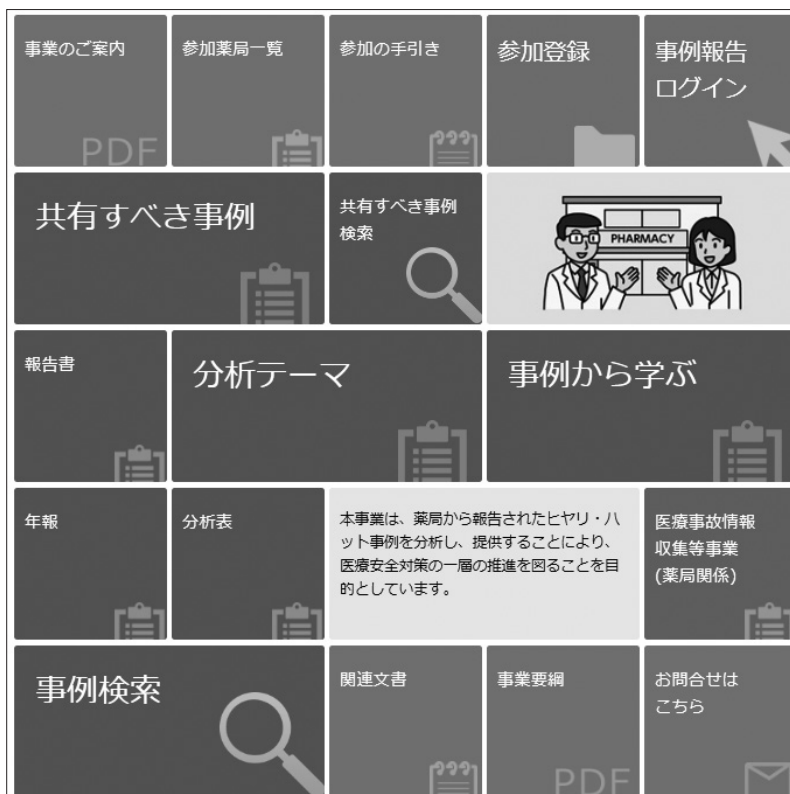 事業のご案内
PDF
参加薬局一覧
参加の手引き
参加登録
事例報告
ログイン
共有すべき事例
共有すべき事例
検索
PHARMACY
報告書
分析テーマ
事例から学ぶ
年報
分析表
本事業は、薬局から報告されたヒヤリ・ハ
ット事例を分析し、提供することにより、
医療安全対策の一層の推進を図ることを目
的としています。
医療事故情報
収集等事業
(薬局関係)
事例検索
関連文書
事業要綱
PDF
お問合せは
こちら